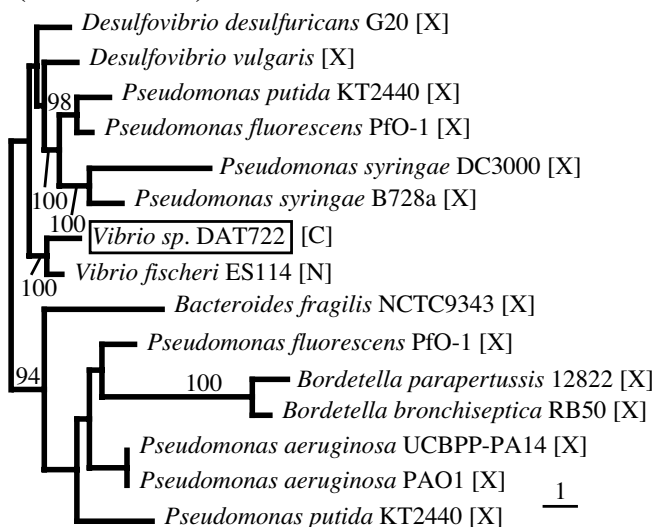 Desulfovibrio desulfuricans G20 [X]
Desulfovibrio vulgaris [X]
98 Pseudomonas putida KT2440 [X]
Pseudomonas fluorescens PfO-1 [X]
Pseudomonas syringae DC3000 [X]
100 100 Pseudomonas syringae B728a [X]
Vibrio sp. DAT722 [C]
100 Vibrio fischeri ES114 [N]
Bacteroides fragilis NCTC9343 [X]
Pseudomonas fluorescens PfO-1 [X]
94 100 Bordetella parapertussis 12822 [X]
Bordetella bronchiseptica RB50 [X]
Pseudomonas aeruginosa UCBPP-PA14 [X]
Pseudomonas aeruginosa PAO1 [X]
1
Pseudomonas putida KT2440 [X]